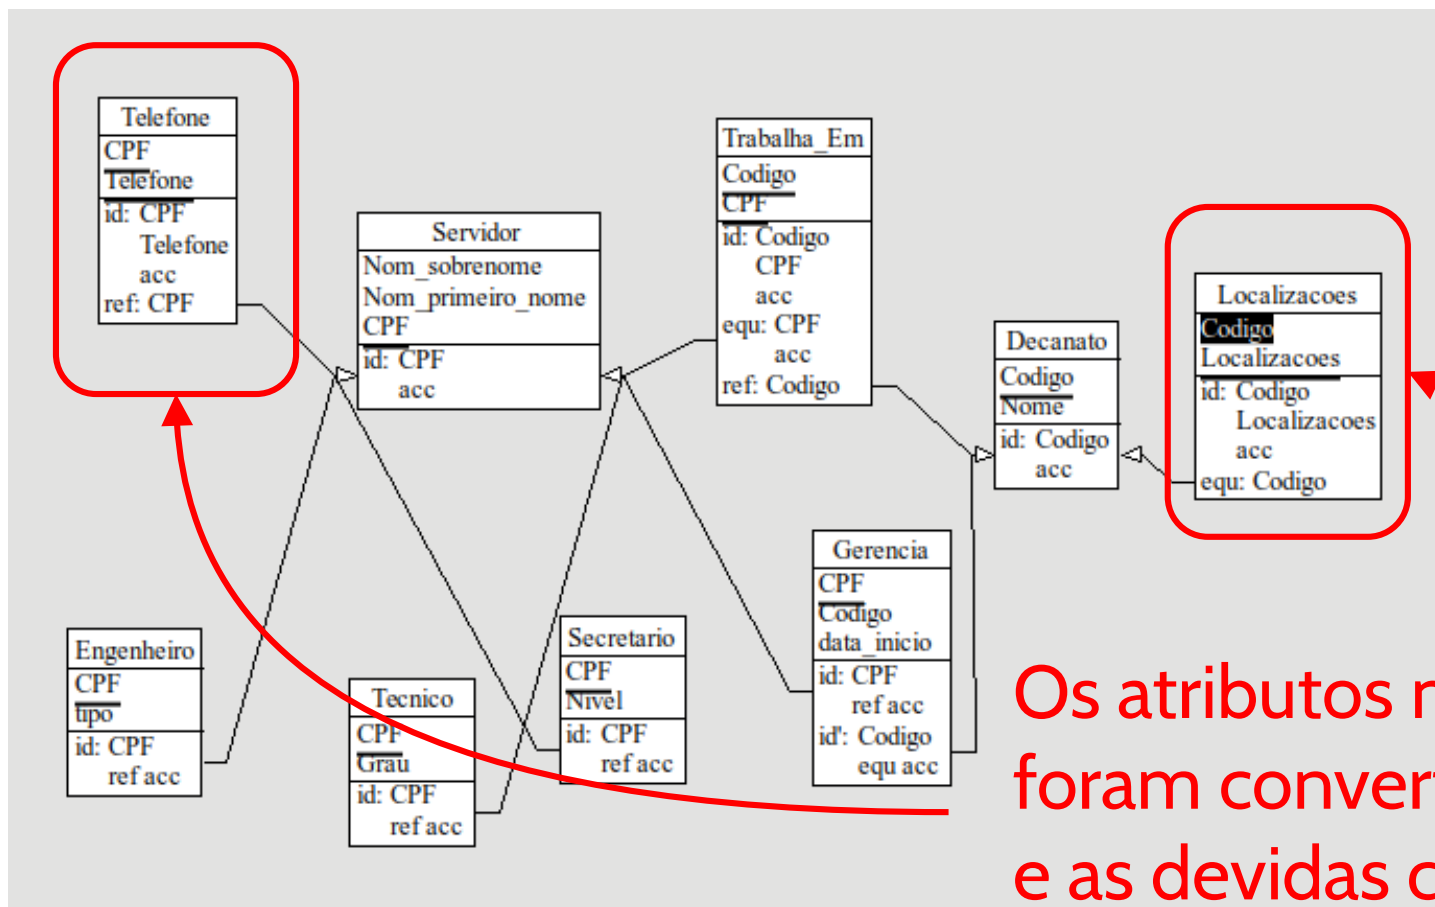 Telefone
CPF
Telefone
id: CPF
Telefone
acc
ref: CPF
Servidor
Nom_sobrenome
Nom_primeiro_nome
CPF
id: CPF
acc
Trabalha_Em
Codigo
CPF
id: Codigo
CPF
acc
equ: CPF
acc
ref: Codigo
Decanato
Codigo
Nome
id: Codigo
acc
Localizacoes
Codigo
Localizacoes
id: Codigo
Localizacoes
acc
equ: Codigo
Engenheiro
CPF
tipo
id: CPF
ref acc
Tecnico
CPF
Grau
id: CPF
ref acc
Secretario
CPF
Nivel
id: CPF
ref acc
Gerencia
CPF
Codigo
data_inicio
id: CPF
ref acc
id': Codigo
equ acc
Os atributos
foram
e as devidas